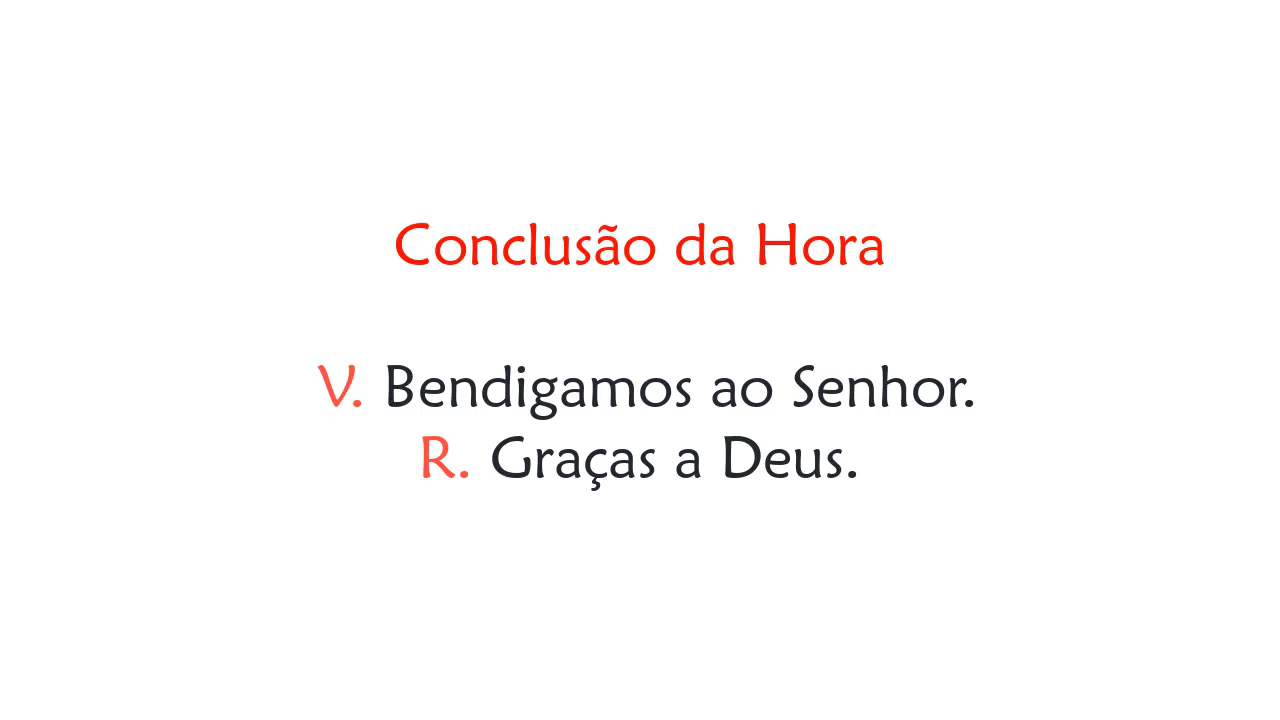 Conclusão da Hora
V. Bendigamos ao Senhor.
R. Graças a Deus.